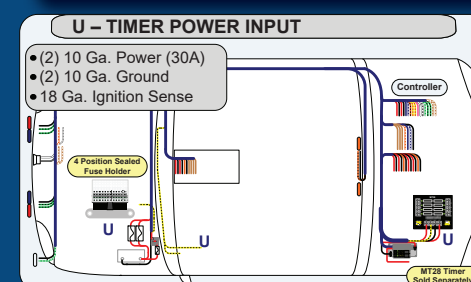 U – TIMER POWER INPUT
• (2) 10 Ga. Power (30A)
• (2) 10 Ga. Ground
• 18 Ga. Ignition Sense
Controller
4 Position Sealed
Fuse Holder
U
U
U
MT28 Timer
Sold Separately